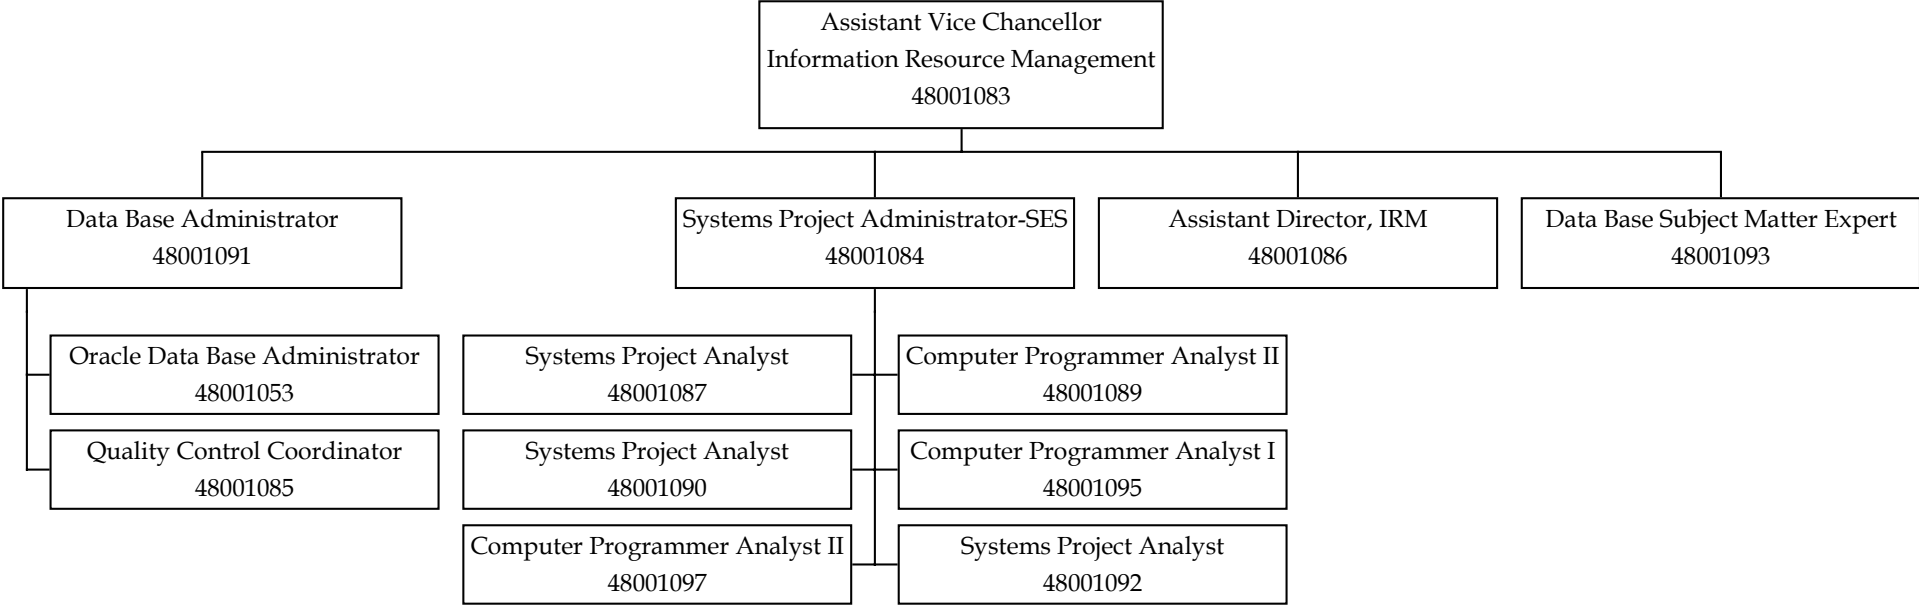 Assistant Vice Chancellor
Information Resource Management
48001083
Data Base Administrator
48001091
Systems Project Administrator-SES
48001084
Assistant Director, IRM
48001086
Data Base Subject Matter Expert
48001093
Oracle Data Base Administrator
48001053
Systems Project Analyst
48001087
Computer Programmer Analyst II
48001089
Quality Control Coordinator
48001085
Systems Project Analyst
48001090
Computer Programmer Analyst I
48001095
Computer Programmer Analyst II
48001097
Systems Project Analyst
48001092